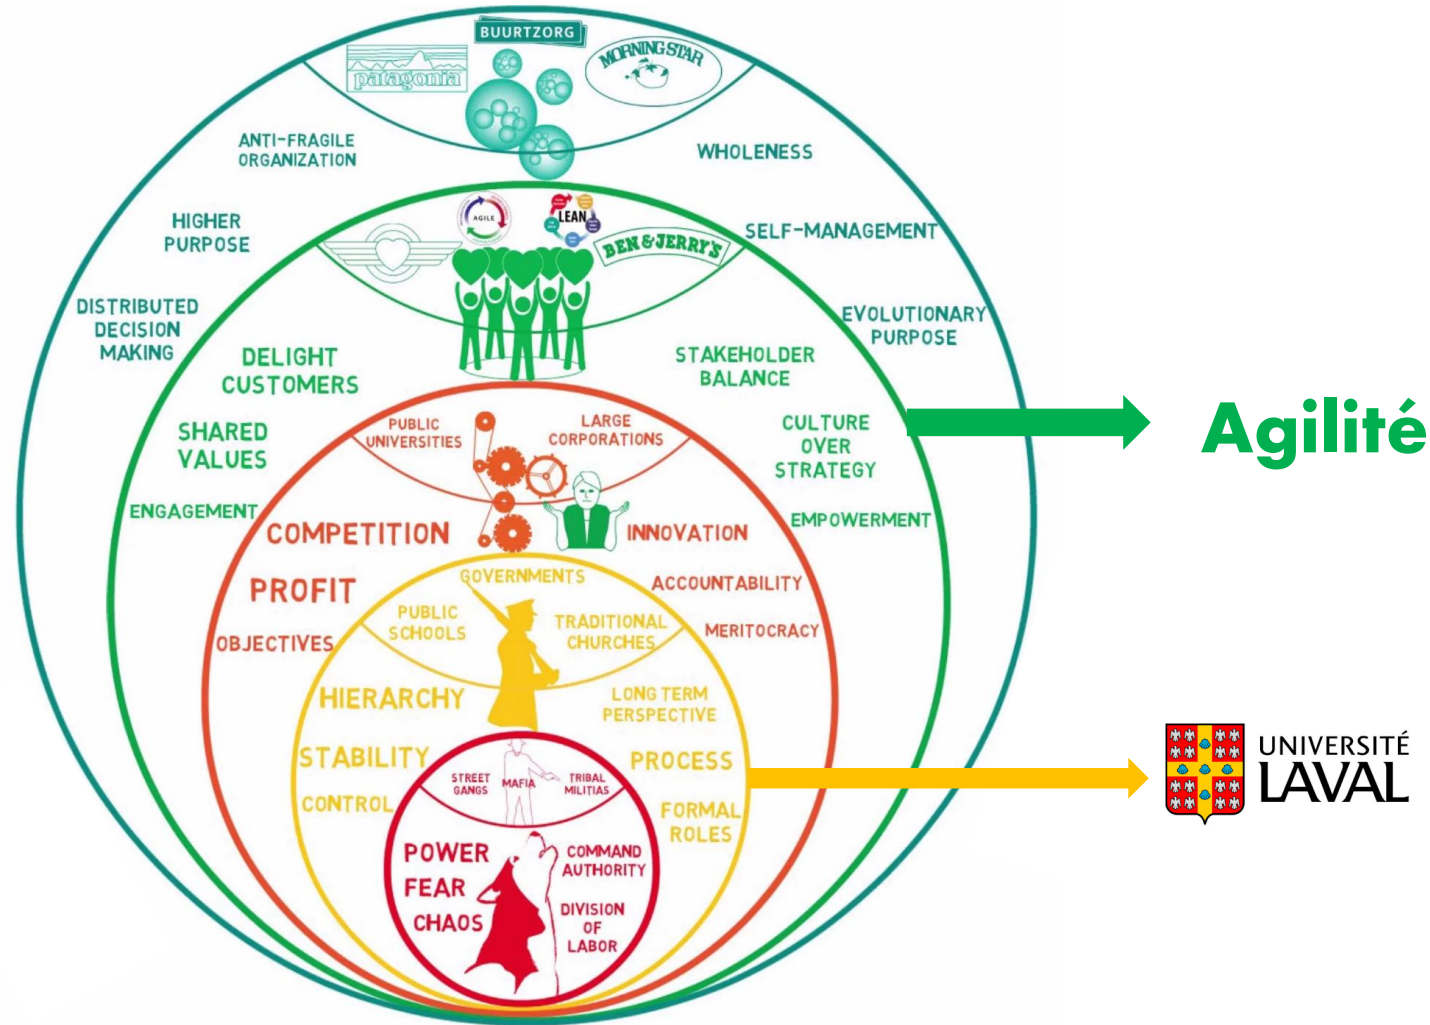 BUURTZORG
patagonia
MORNING STAR
ANTI-FRAGILE
ORGANIZATION
WHOLENESS
HIGHER
PURPOSE
SELF-MANAGEMENT
DISTRIBUTED
DECISION
MAKING
EVOLUTIONARY
PURPOSE
AGILE
LEAN
BEN & JERRY'S
DELIGHT
CUSTOMERS
STAKEHOLDER
BALANCE
SHARED
VALUES
CULTURE
OVER
STRATEGY
ENGAGEMENT
EMPOWERMENT
Agilité
PUBLIC
UNIVERSITIES
LARGE
CORPORATIONS
COMPETITION
INNOVATION
PROFIT
ACCOUNTABILITY
OBJECTIVES
MERITOCRACY
GOVERNMENTS
PUBLIC
SCHOOLS
TRADITIONAL
CHURCHES
HIERARCHY
LONG TERM
PERSPECTIVE
STABILITY
PROCESS
CONTROL
FORMAL
ROLES
UNIVERSITÉ
LAVAL
STREET
GANGS
MAFIA
TRIBAL
MILITIAS
POWER
FEAR
CHAOS
COMMAND
AUTHORITY
DIVISION
OF
LABOR